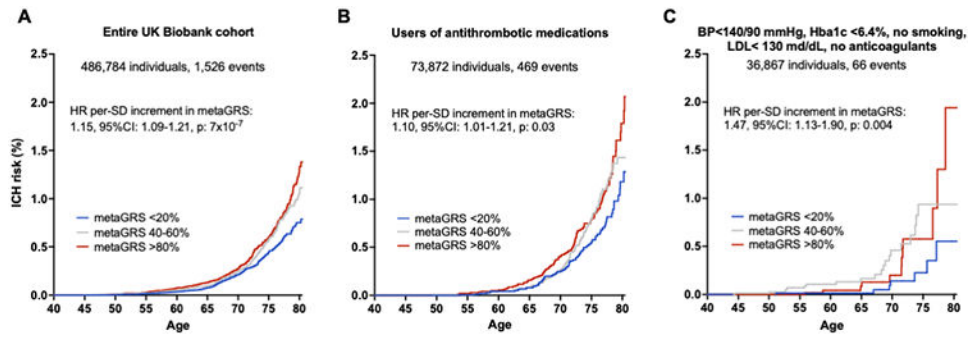 A
Entire UK Biobank cohort
486,784 individuals, 1,526 events
HR per-SD increment in metaGRS:
1.15, 95%CI: 1.09-1.21, p: 7x10⁻⁷
metaGRS <20%
metaGRS 40-60%
metaGRS >80%
ICH risk (%)
2.5
2.0
1.5
1.0
0.5
0.0
40 45 50 55 60 65 70 75 80
Age
B
Users of antithrombotic medications
73,872 individuals, 469 events
HR per-SD increment in metaGRS:
1.10, 95%CI: 1.01-1.21, p: 0.03
metaGRS <20%
metaGRS 40-60%
metaGRS >80%
2.5
2.0
1.5
1.0
0.5
0.0
40 45 50 55 60 65 70 75 80
Age
C
BP<140/90 mmHg, Hba1c <6.4%, no smoking,
LDL< 130 md/dL, no anticoagulants
36,867 individuals, 66 events
HR per-SD increment in metaGRS:
1.47, 95%CI: 1.13-1.90, p: 0.004
metaGRS <20%
metaGRS 40-60%
metaGRS >80%
2.5
2.0
1.5
1.0
0.5
0.0
40 45 50 55 60 65 70 75 80
Age